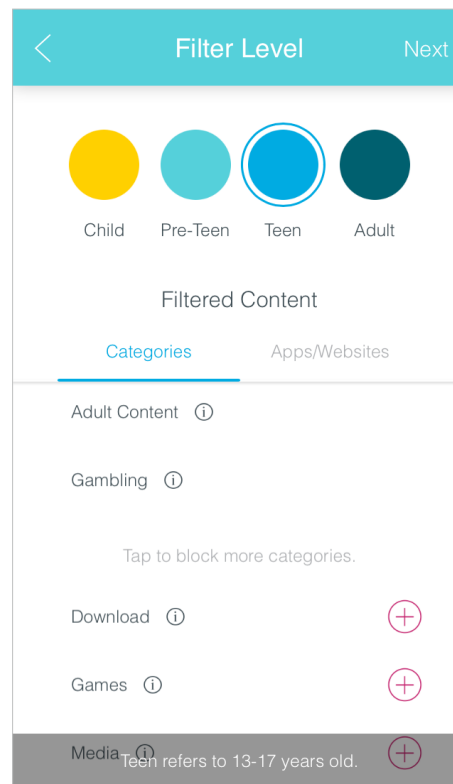 Filter Level Next
Child Pre-Teen Teen Adult
Filtered Content
Categories Apps/Websites
Adult Content
Gambling
Tap to block more categories.
Download
Games
Media
Teen refers to 13-17 years old.